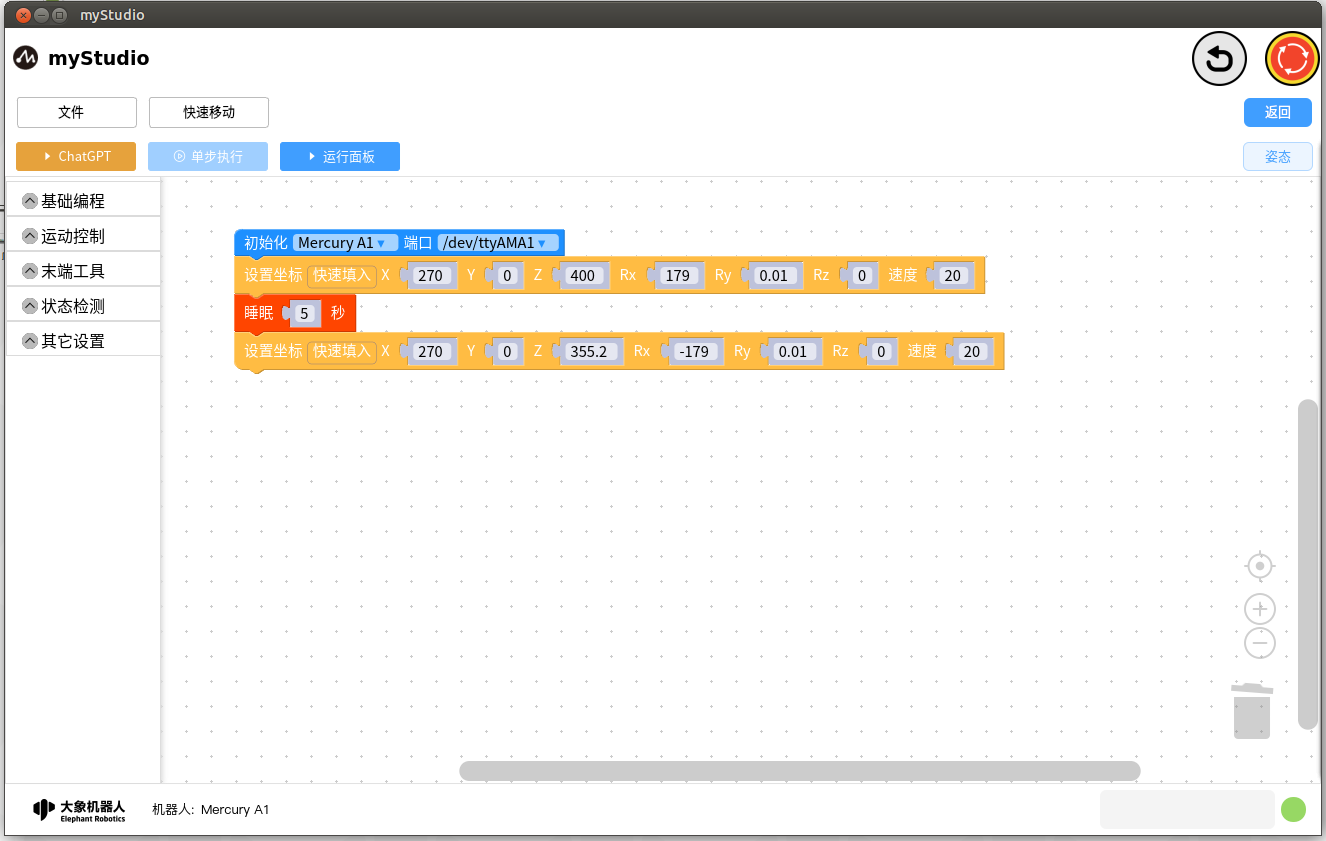 myStudio
myStudio
文件 快速移动 返回
ChatGPT 单步执行 运行面板 姿态
基础编程
运动控制
末端工具
状态检测
其它设置
初始化 Mercury A1 端口 /dev/ttyAMA1
设置坐标 快速填入 X 270 Y 0 Z 400 Rx 179 Ry 0.01 Rz 0 速度 20
睡眠 5 秒
设置坐标 快速填入 X 270 Y 0 Z 355.2 Rx -179 Ry 0.01 Rz 0 速度 20
大象机器人
Elephant Robotics
机器人: Mercury A1